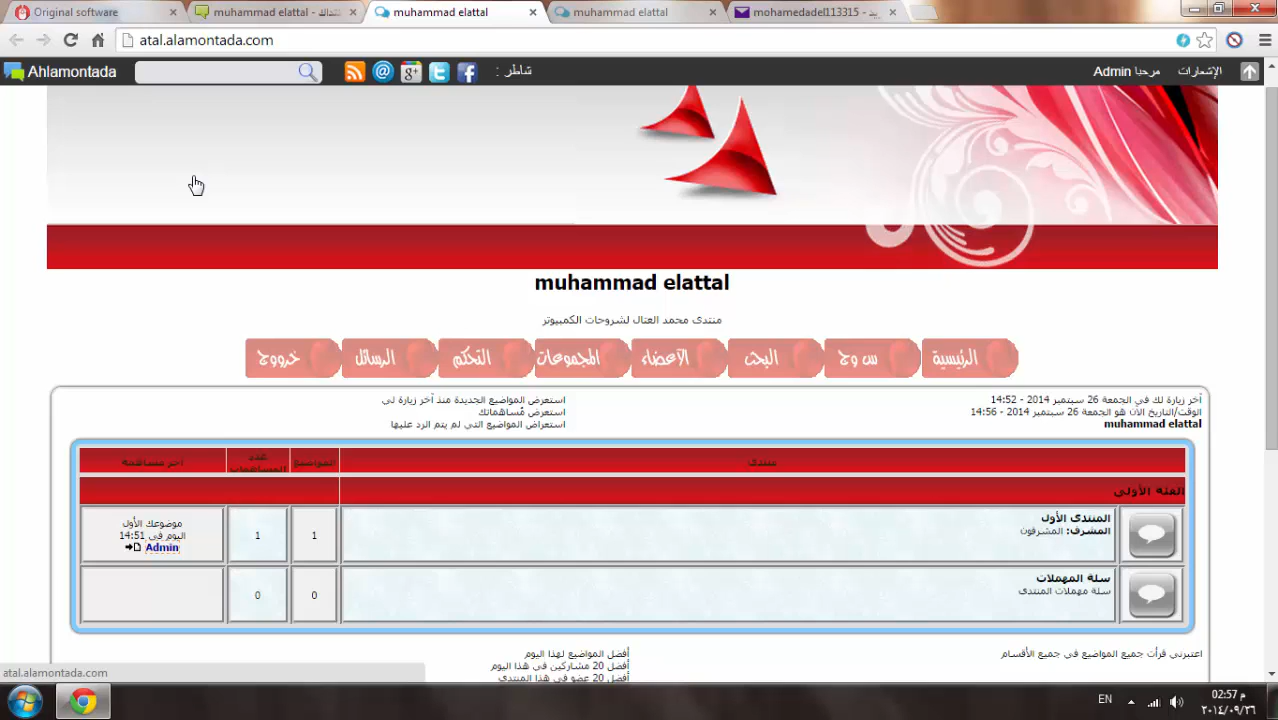 Original software
muhammad elattal - منتداك
muhammad elattal
muhammad elattal
mohamedadel113315 -
atal.alamontada.com
Ahlamontada
شاطر :
مرحبا Admin
الإشعارات
muhammad elattal
منتدى محمد العتال لشروحات الكمبيوتر
الرئيسية
س و ج
البحث
الأعضاء
المجموعات
التحكم
الرسائل
خرووج
آخر زيارة لك في الجمعة 26 سبتمبر 2014 - 14:52
الوقت/التاريخ الآن هو الجمعة 26 سبتمبر 2014 - 14:56
muhammad elattal
استعرض المواضيع الجديدة منذ آخر زيارة لي
استعرض مُساهماتك
استعراض المواضيع التي لم يتم الرد عليها
منتدى
المواضيع
عدد المساهمات
آخر مساهمة
الفئة الأولى
المنتدى الأول
المشرف: المشرفون
1
1
موضوعك الأول
اليوم في 14:51
Admin
سلة المهملات
سلة مهملات المنتدى
0
0
اعتبرني قرأت جميع المواضيع في جميع الأقسام
أفضل المواضيع لهذا اليوم
أفضل 20 مشاركين في هذا اليوم
أفضل 20 عضو في هذا المنتدى
atal.alamontada.com
EN
02:57 م
٢٠١٤/٠٩/٢٦